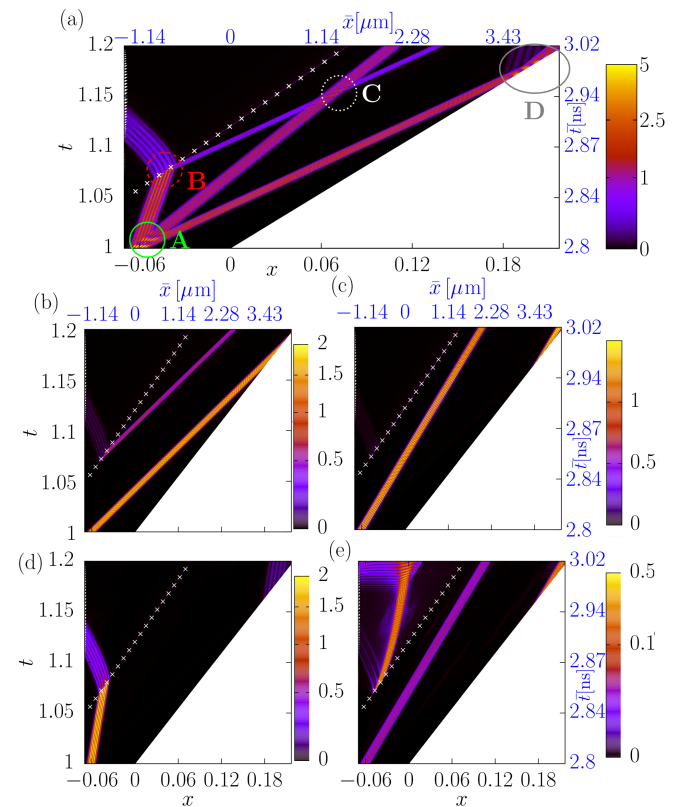 (a)
x̄ [μm]
−1.14 0 1.14 2.28 3.43
1.2 3.02 5
1.15 2.94 2.5
t 1.1 2.87 t̄[ns]
1.05 2.84 1
1 2.8 0
A B C D
−0.06 0 0.06 0.12 0.18
x
(b) x̄ [μm] (c) x̄ [μm]
−1.14 0 1.14 2.28 3.43 −1.14 0 1.14 2.28 3.43
1.2 2 3.02
1.15 1 2.94 1
t 1.1 2.87 t̄[ns]
1.05 0.5 2.84
1 0 2.8 0
(d) (e)
1.2 2 3.02 0.5
1.15 1 2.94 0.1
t 1.1 2.87 t̄[ns]
1.05 0.5 2.84
1 0 2.8 0
−0.06 0 0.06 0.12 0.18 −0.06 0 0.06 0.12 0.18
x x